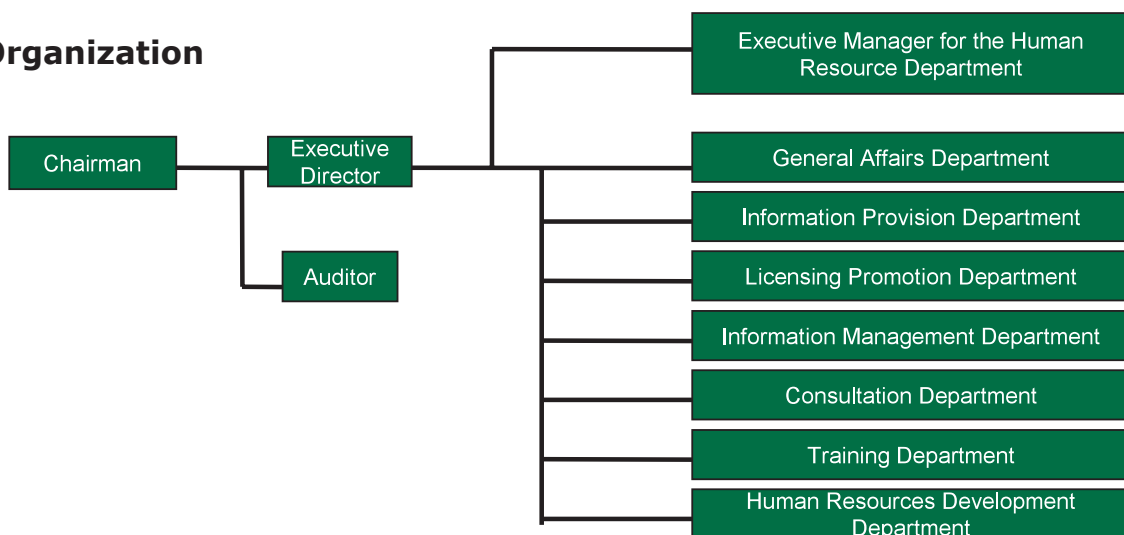 Organization
Executive Manager for the Human
Resource Department
Chairman
Executive
Director
Auditor
General Affairs Department
Information Provision Department
Licensing Promotion Department
Information Management Department
Consultation Department
Training Department
Human Resources Development
Department